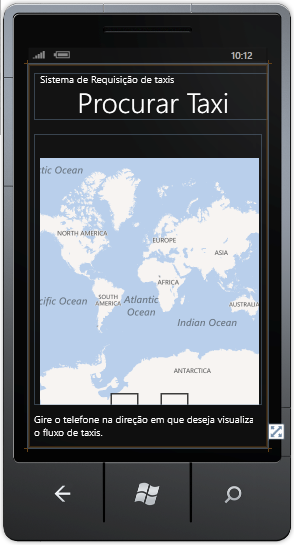 10:12
Sistema de Requisição de taxis
Procurar Taxi
ctic Ocean
NORTH AMERICA
EUROPE
ASIA
AFRICA
cific Ocean
SOUTH
AMERICA
Atlantic
Ocean
AUSTRALIA
Indian Ocean
ANTARCTICA
Gire o telefone na direção em que deseja visualiza
o fluxo de taxis.